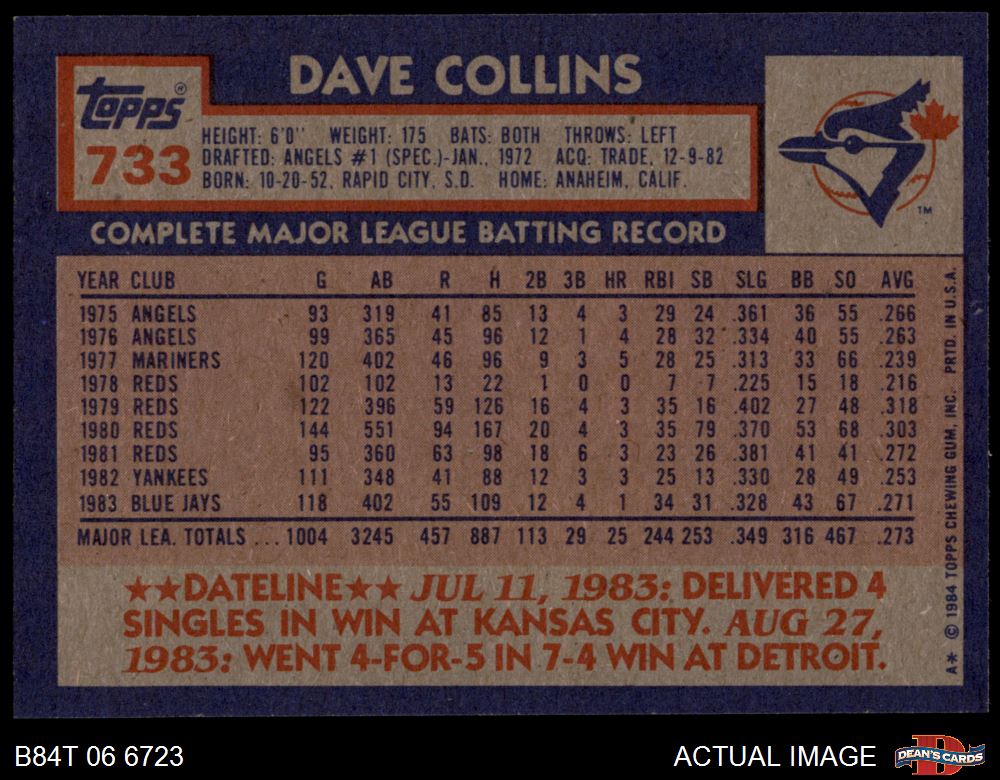 DAVE COLLINS
Topps®
733
HEIGHT: 6'0" WEIGHT: 175 BATS: BOTH THROWS: LEFT
DRAFTED: ANGELS #1 (SPEC.)-JAN., 1972 ACQ: TRADE, 12-9-82
BORN: 10-20-52, RAPID CITY, S.D. HOME: ANAHEIM, CALIF.
TM
COMPLETE MAJOR LEAGUE BATTING RECORD
YEAR CLUB G AB R H 2B 3B HR RBI SB SLG BB SO AVG
1975 ANGELS 93 319 41 85 13 4 3 29 24 .361 36 55 .266
1976 ANGELS 99 365 45 96 12 1 4 28 32 .334 40 55 .263
1977 MARINERS 120 402 46 96 9 3 5 28 25 .313 33 66 .239
1978 REDS 102 102 13 22 1 0 0 7 7 .225 15 18 .216
1979 REDS 122 396 59 126 16 4 3 35 16 .402 27 48 .318
1980 REDS 144 551 94 167 20 4 3 35 79 .370 53 68 .303
1981 REDS 95 360 63 98 18 6 3 23 26 .381 41 41 .272
1982 YANKEES 111 348 41 88 12 3 3 25 13 .330 28 49 .253
1983 BLUE JAYS 118 402 55 109 12 4 1 34 31 .328 43 67 .271
MAJOR LEA. TOTALS ... 1004 3245 457 887 113 29 25 244 253 .349 316 467 .273
★★DATELINE★★ JUL 11, 1983: DELIVERED 4
SINGLES IN WIN AT KANSAS CITY. AUG 27,
1983: WENT 4-FOR-5 IN 7-4 WIN AT DETROIT.
A* © 1984 TOPPS CHEWING GUM, INC. PRTD. IN U.S.A.
B84T 06 6723
ACTUAL IMAGE
DEAN'S CARDS